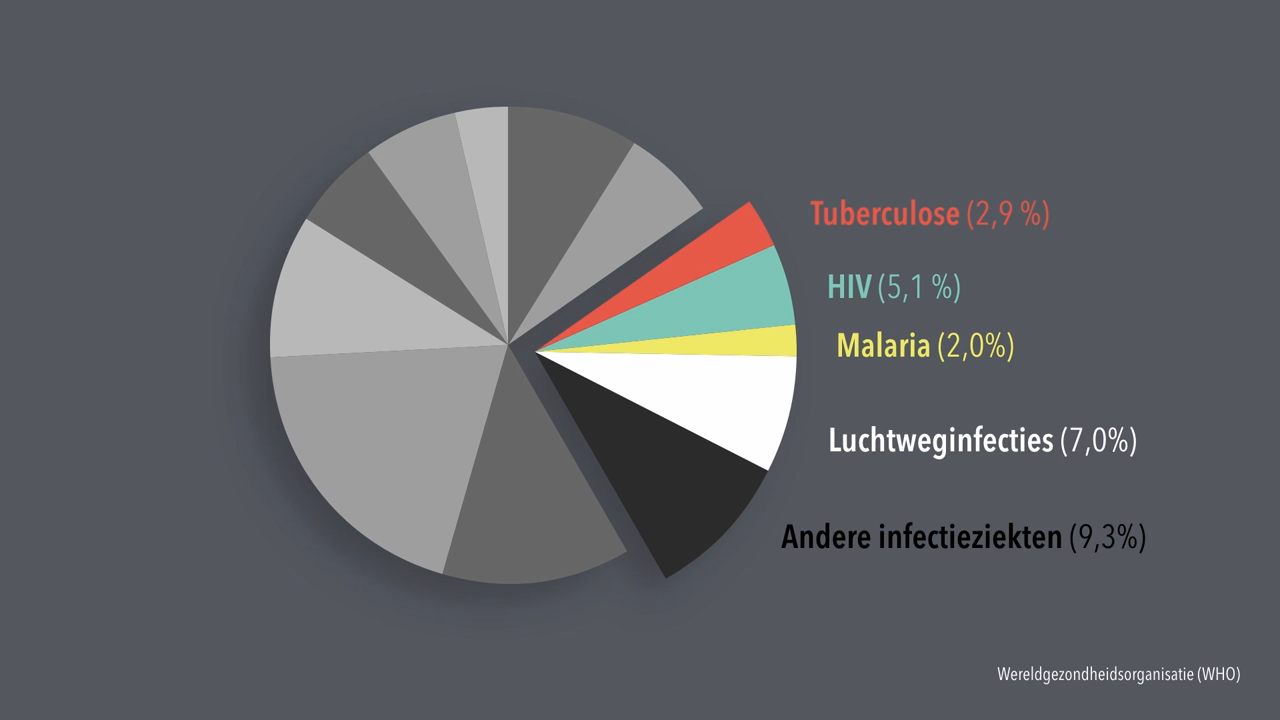 Tuberculose (2,9 %)
HIV (5,1 %)
Malaria (2,0%)
Luchtweginfecties (7,0%)
Andere infectieziekten (9,3%)
Wereldgezondheidsorganisatie (WHO)